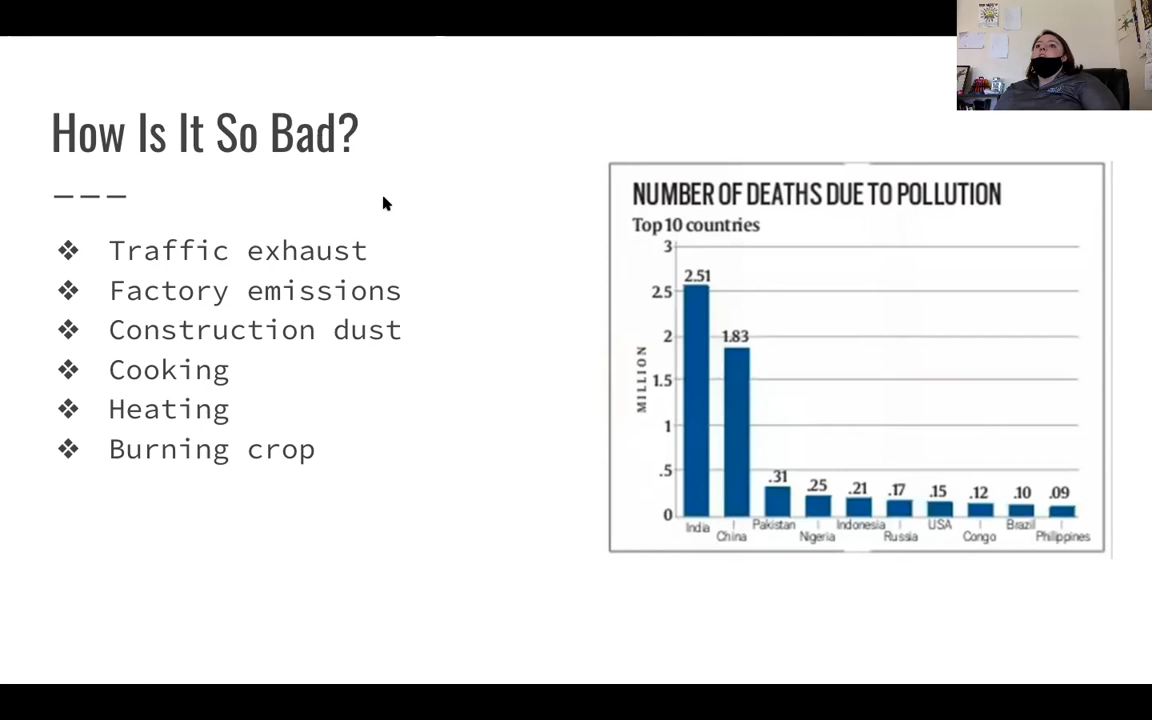 How Is It So Bad?
❖ Traffic exhaust
❖ Factory emissions
❖ Construction dust
❖ Cooking
❖ Heating
❖ Burning crop
NUMBER OF DEATHS DUE TO POLLUTION
Top 10 countries
MILLION
3
2.5
2
1.5
1
.5
0
2.51
1.83
.31
.25
.21
.17
.15
.12
.10
.09
India
China
Pakistan
Nigeria
Indonesia
Russia
USA
Congo
Brazil
Philippines